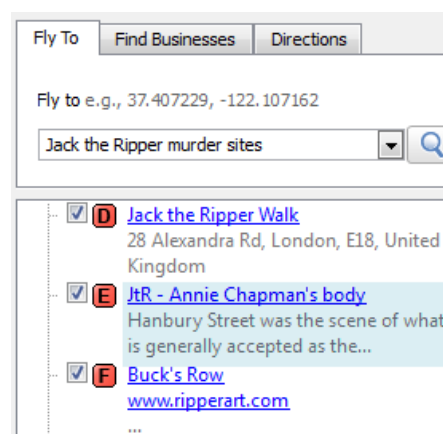 Fly To Find Businesses Directions
Fly to e.g., 37.407229, -122.107162
Jack the Ripper murder sites
D Jack the Ripper Walk
28 Alexandra Rd, London, E18, United
Kingdom
E JtR - Annie Chapman's body
Hanbury Street was the scene of what
is generally accepted as the...
F Buck's Row
www.ripperart.com
...